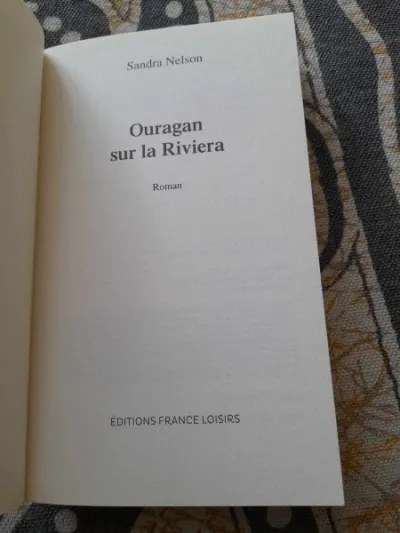 Sandra Nelson
Ouragan
sur la Riviera
Roman
ÉDITIONS FRANCE LOISIRS